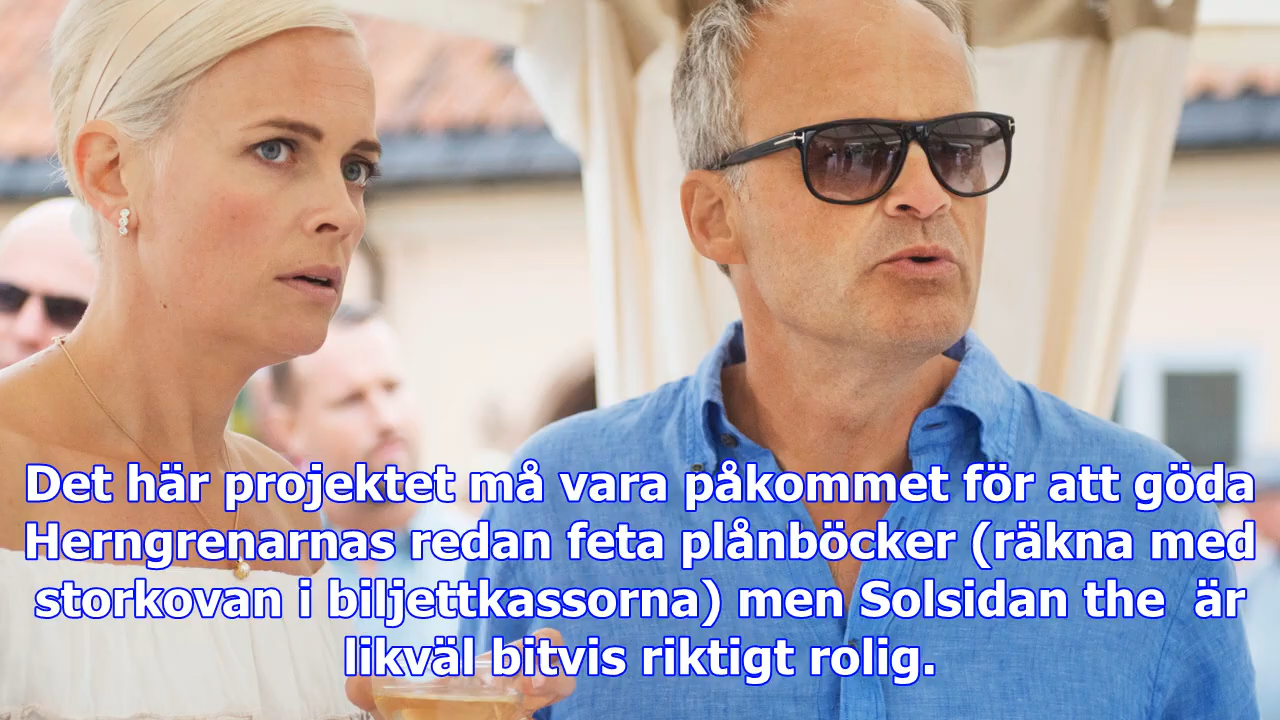 Det här projektet må vara påkommet för att göda
Herngrenarnas redan feta plånböcker (räkna med
storkovan i biljettkassorna) men Solsidan the  är
likväl bitvis riktigt rolig.